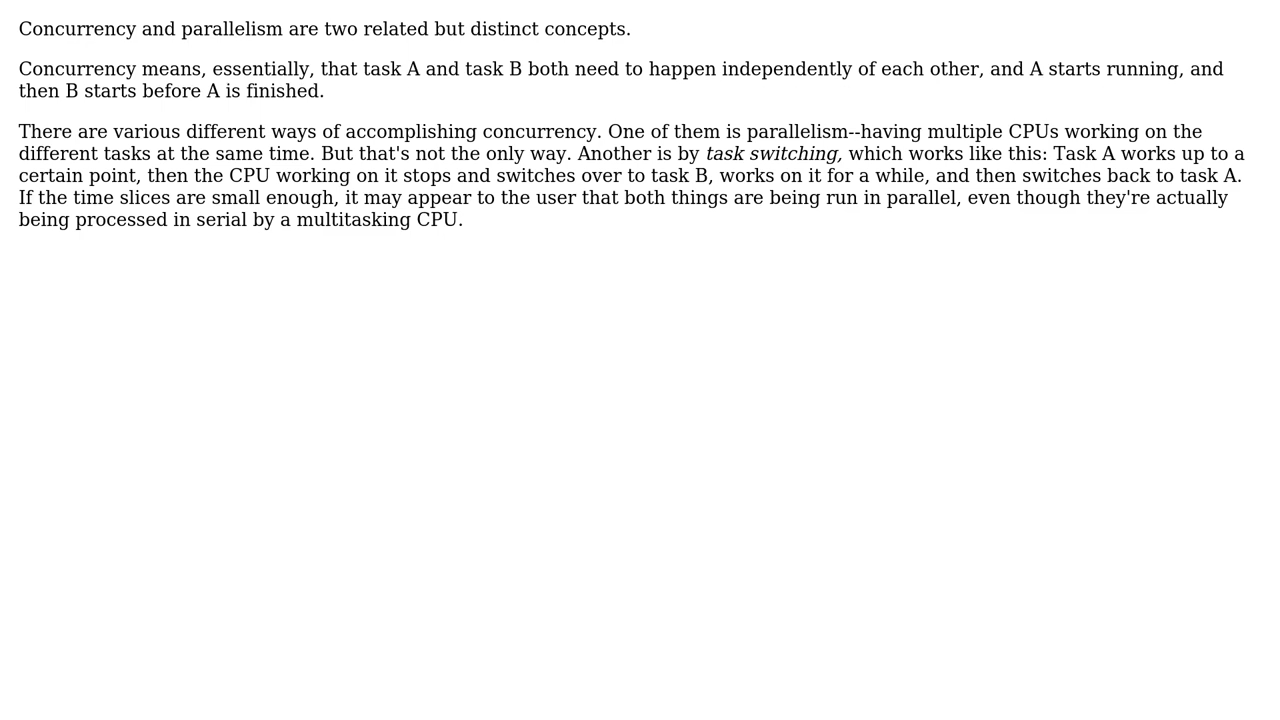 Concurrency and parallelism are two related but distinct concepts.
Concurrency means, essentially, that task A and task B both need to happen independently of each other, and A starts running, and
then B starts before A is finished.
There are various different ways of accomplishing concurrency. One of them is parallelism--having multiple CPUs working on the
different tasks at the same time. But that's not the only way. Another is by task switching, which works like this: Task A works up to a
certain point, then the CPU working on it stops and switches over to task B, works on it for a while, and then switches back to task A.
If the time slices are small enough, it may appear to the user that both things are being run in parallel, even though they're actually
being processed in serial by a multitasking CPU.